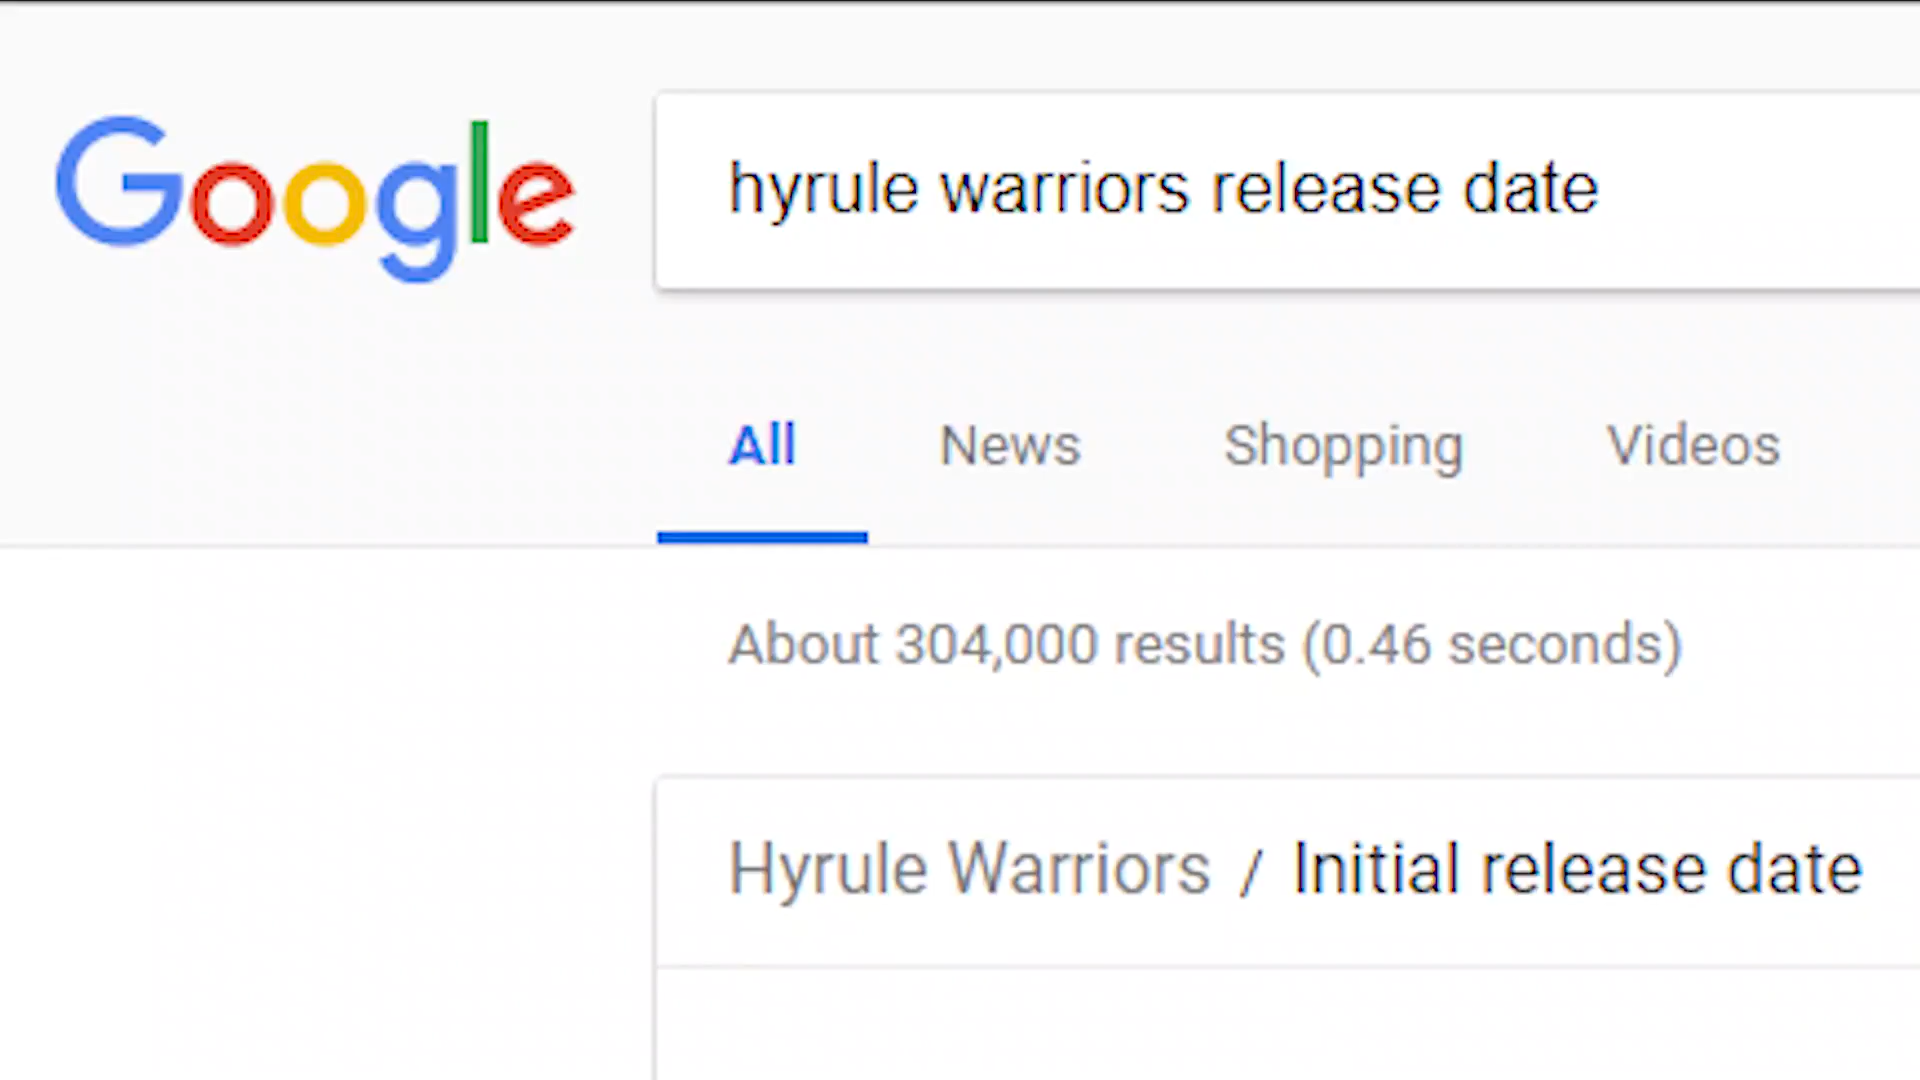 Google
hyrule warriors release date
All News Shopping Videos
About 304,000 results (0.46 seconds)
Hyrule Warriors / Initial release date